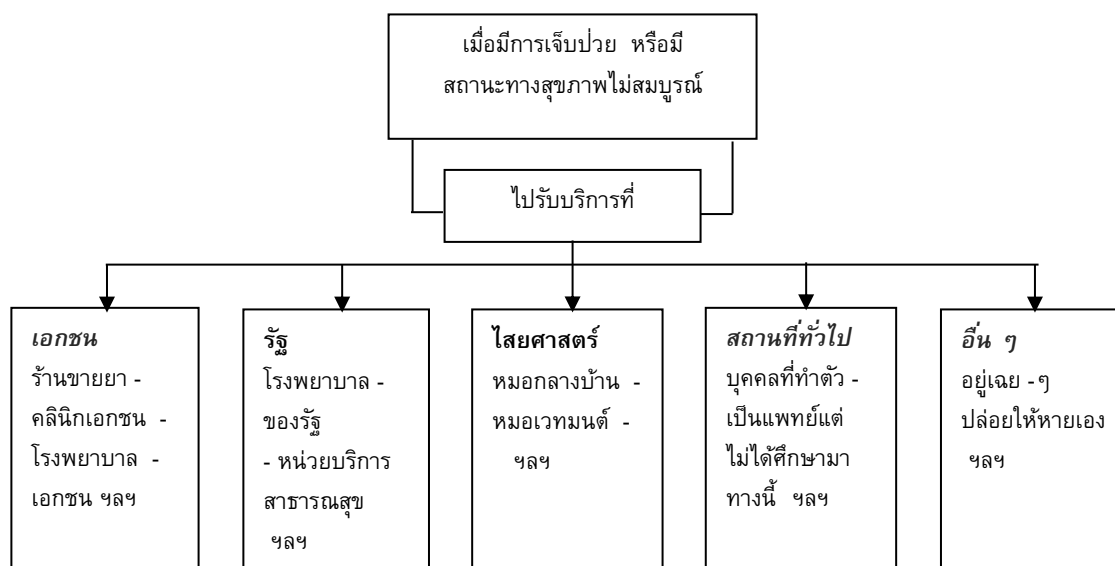 เมื่อมีการเจ็บป่วย หรือมี
สถานะทางสุขภาพไม่สมบูรณ์
ไปรับบริการที่
เอกชน
ร้านขายยา -
คลินิกเอกชน -
โรงพยาบาล -
เอกชน ฯลฯ
รัฐ
โรงพยาบาล -
ของรัฐ
- หน่วยบริการ
สาธารณสุข
ฯลฯ
ไสยศาสตร์
หมอกลางบ้าน -
หมอเวทมนต์ -
ฯลฯ
สถานที่ทั่วไป
บุคคลที่ทำตัว -
เป็นแพทย์แต่
ไม่ได้ศึกษามา
ทางนี้ ฯลฯ
อื่น ๆ
อยู่เฉย - ๆ
ปล่อยให้หายเอง
ฯลฯ